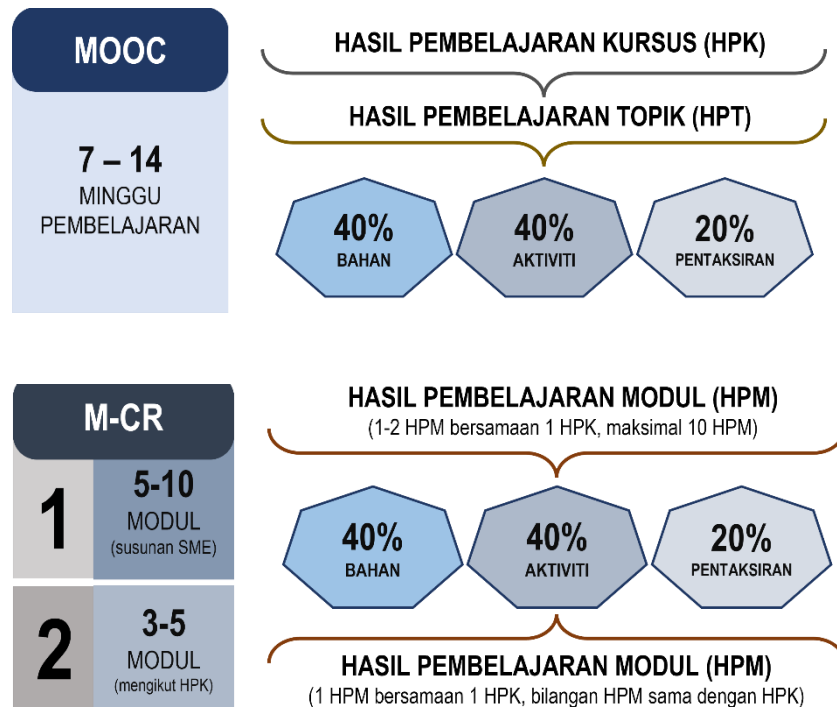 MOOC
7 – 14
MINGGU
PEMBELAJARAN
HASIL PEMBELAJARAN KURSUS (HPK)
HASIL PEMBELAJARAN TOPIK (HPT)
40%
BAHAN
40%
AKTIVITI
20%
PENTAKSIRAN
M-CR
1
5-10
MODUL
(susunan SME)
2
3-5
MODUL
(mengikut HPK)
HASIL PEMBELAJARAN MODUL (HPM)
(1-2 HPM bersamaan 1 HPK, maksimal 10 HPM)
40%
BAHAN
40%
AKTIVITI
20%
PENTAKSIRAN
HASIL PEMBELAJARAN MODUL (HPM)
(1 HPM bersamaan 1 HPK, bilangan HPM sama dengan HPK)